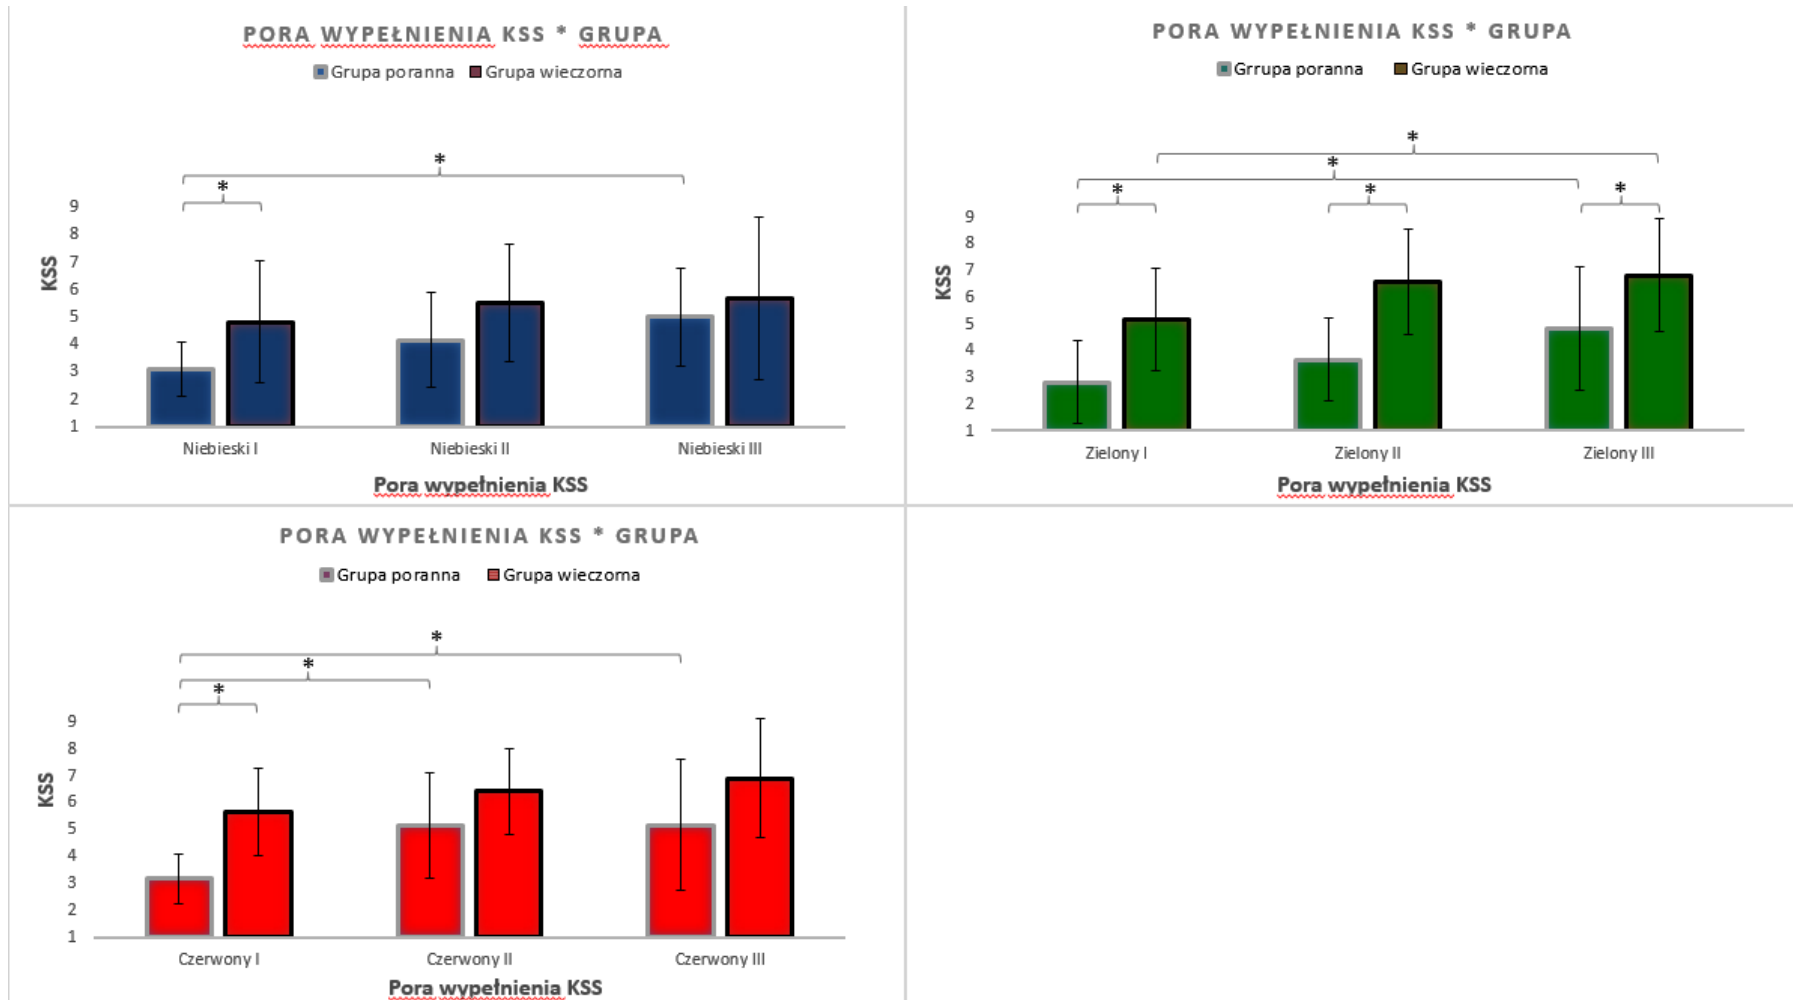 PORA WYPEŁNIENIA KSS * GRUPA
Grupa poranna Grupa wieczorna
*
*
9
8
7
6
5
4
3
2
1
KSS
Niebieski I Niebieski II Niebieski III
Pora wypełnienia KSS
PORA WYPEŁNIENIA KSS * GRUPA
Grrupa poranna Grupa wieczorna
*
*
* * *
9
8
7
6
5
4
3
2
1
KSS
Zielony I Zielony II Zielony III
Pora wypełnienia KSS
PORA WYPEŁNIENIA KSS * GRUPA
Grupa poranna Grupa wieczorna
*
*
*
9
8
7
6
5
4
3
2
1
KSS
Czerwony I Czerwony II Czerwony III
Pora wypełnienia KSS